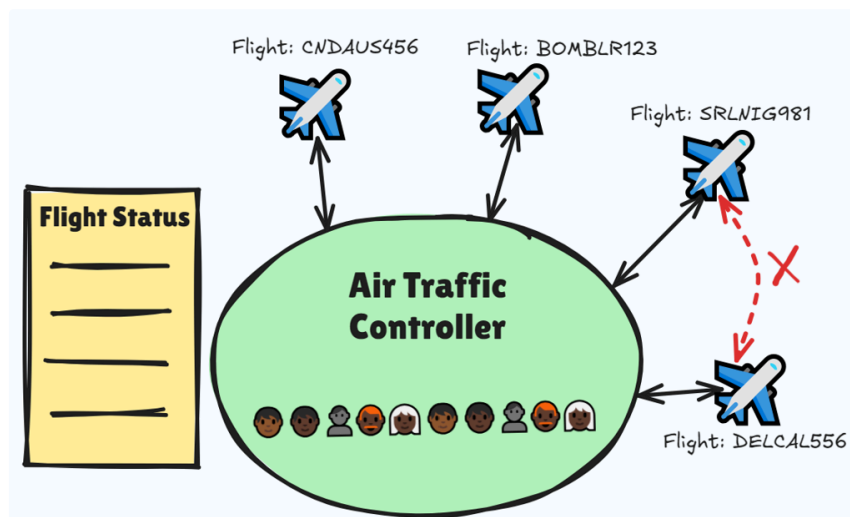 Flight: CNDAUS456
Flight: BOMBLR123
Flight: SRLNIG981
Flight Status
Air Traffic
Controller
Flight: DELCAL556